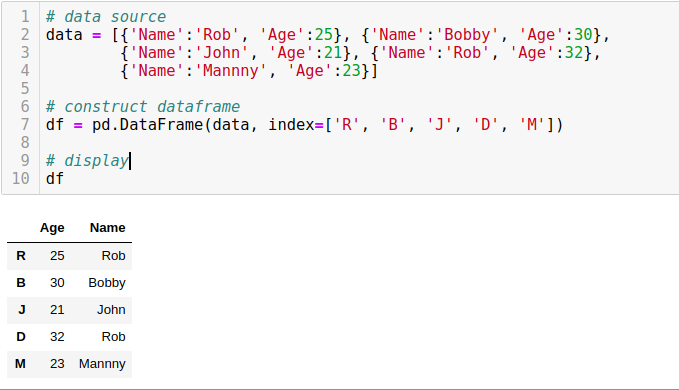 1 # data source
2 data = [{'Name':'Rob', 'Age':25}, {'Name':'Bobby', 'Age':30},
3         {'Name':'John', 'Age':21}, {'Name':'Rob', 'Age':32},
4         {'Name':'Mannny', 'Age':23}]
5
6 # construct dataframe
7 df = pd.DataFrame(data, index=['R', 'B', 'J', 'D', 'M'])
8
9 # display
10 df
Age Name
R 25 Rob
B 30 Bobby
J 21 John
D 32 Rob
M 23 Mannny